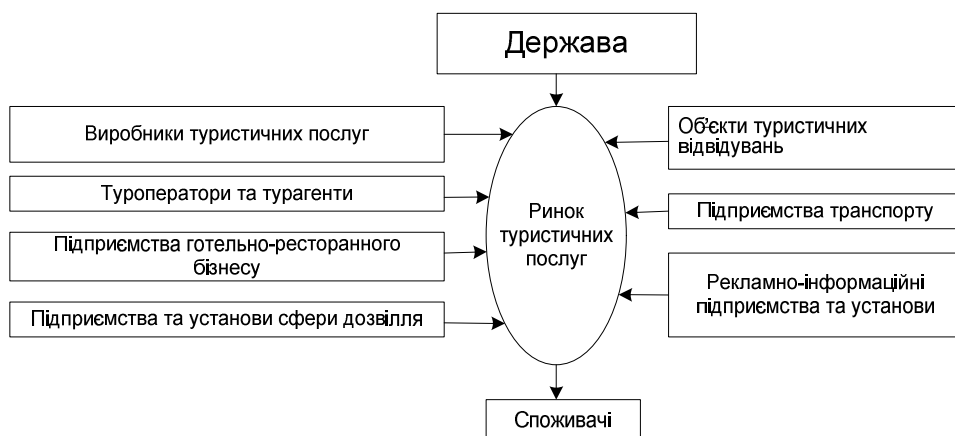 Держава
Виробники туристичних послуг
Туроператори та турагенти
Підприємства готельно-ресторанного
бізнесу
Підприємства та установи сфери дозвілля
Ринок
туристичних
послуг
Об'єкти туристичних
відвідувань
Підприємства транспорту
Рекламно-інформаційні
підприємства та установи
Споживачі